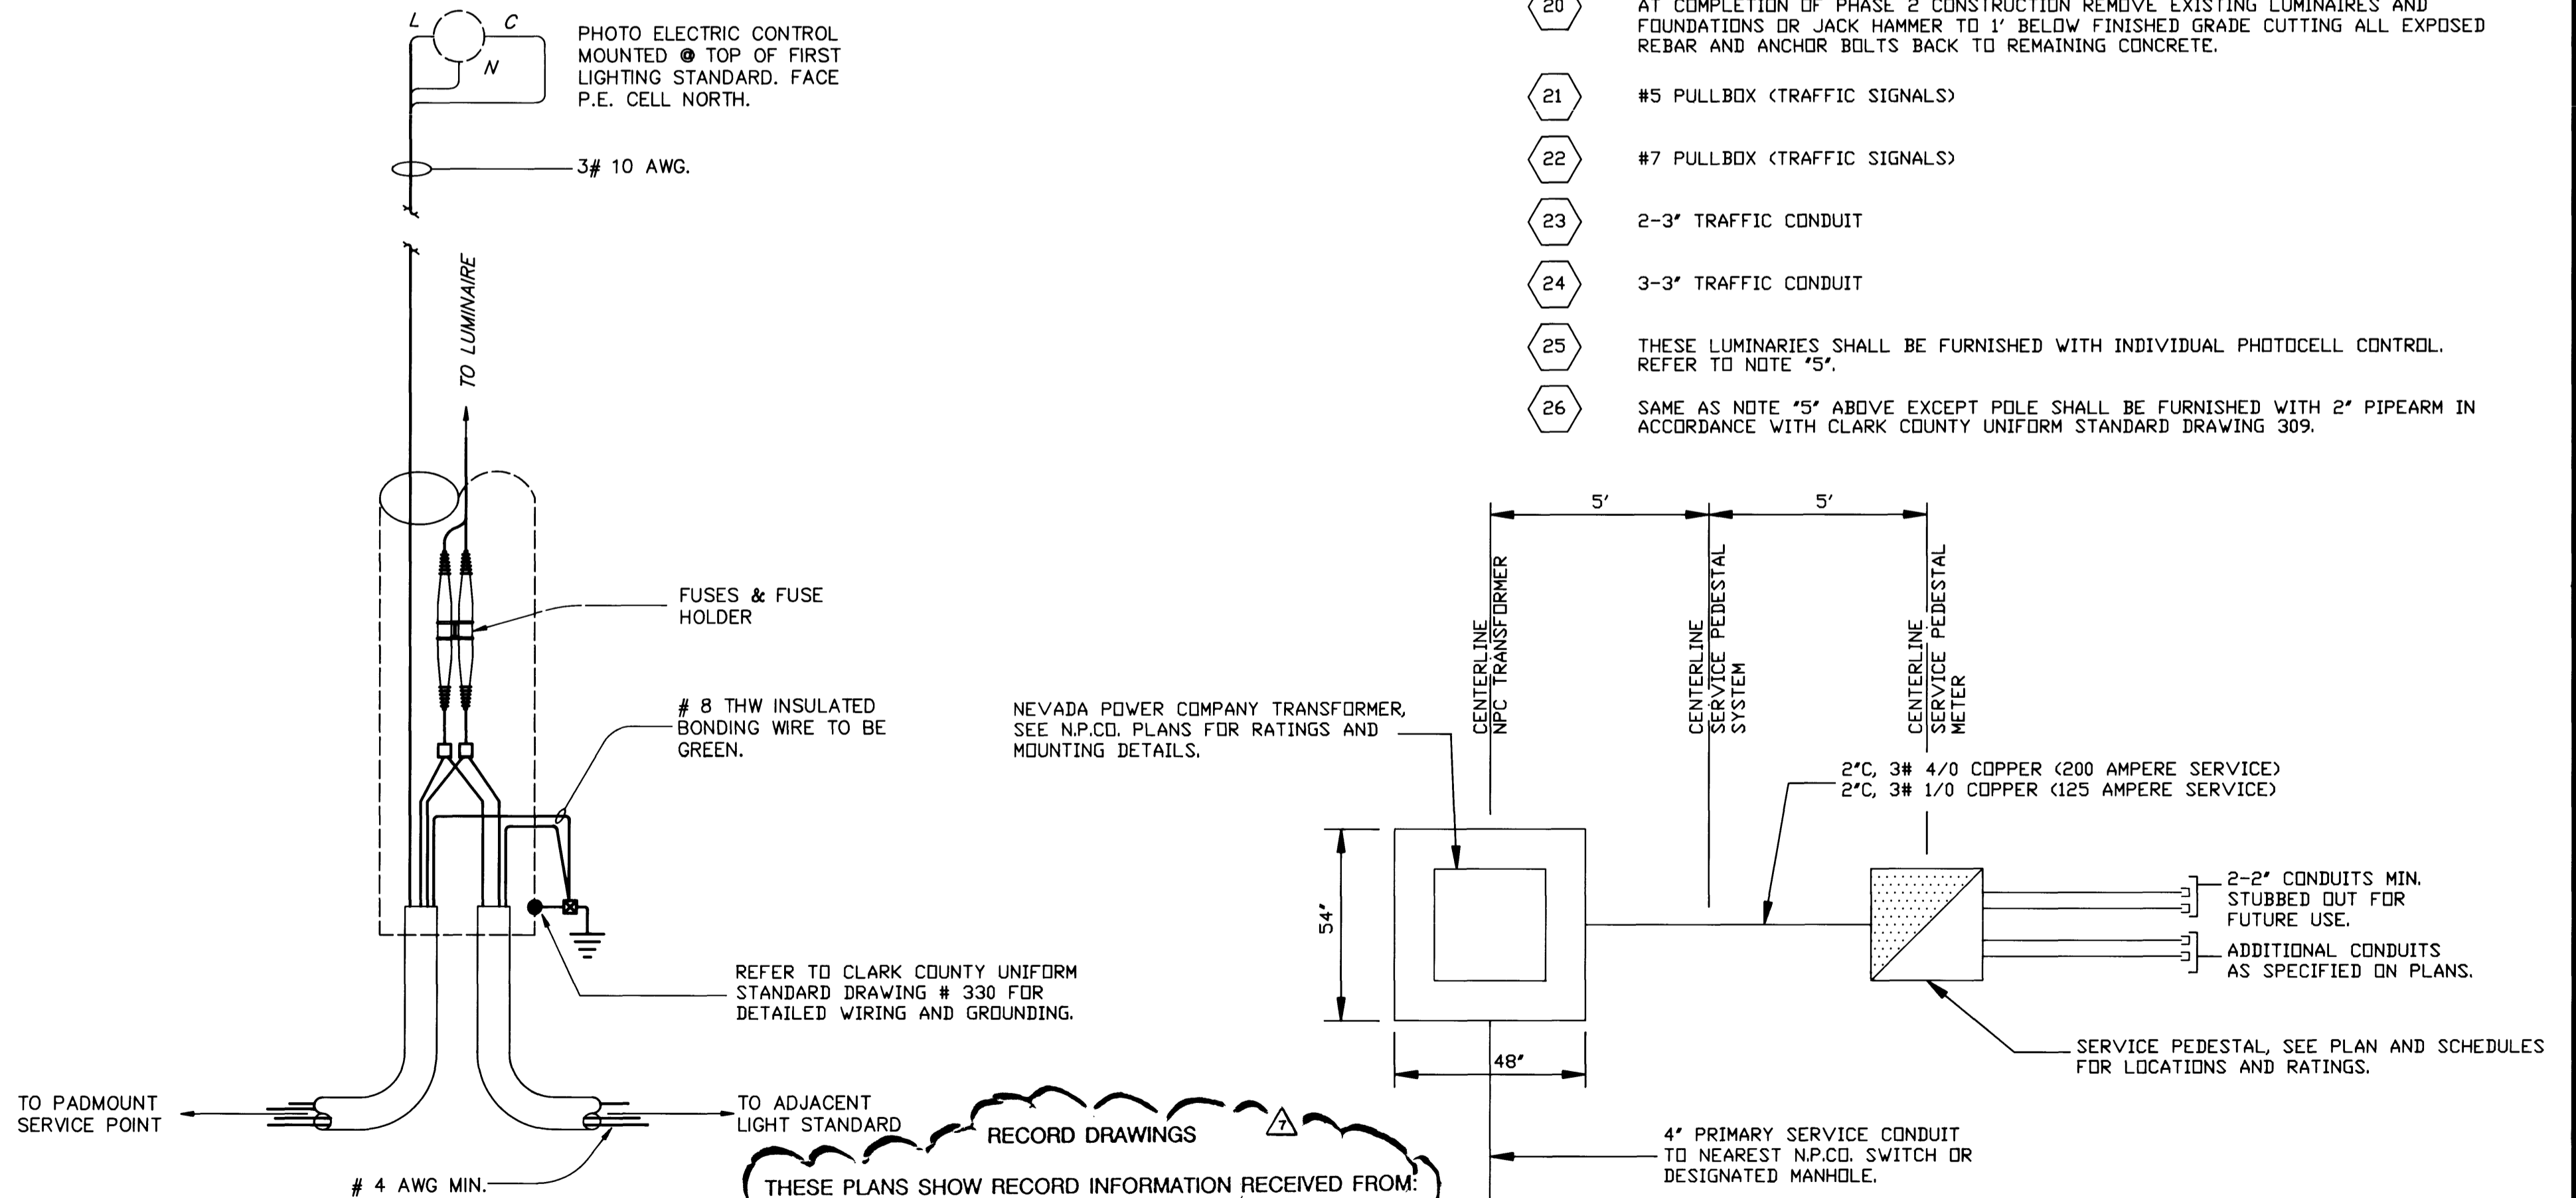 L
C
N
PHOTO ELECTRIC CONTROL
MOUNTED @ TOP OF FIRST
LIGHTING STANDARD. FACE
P.E. CELL NORTH.
3# 10 AWG.
TO LUMINAIRE
FUSES & FUSE
HOLDER
# 8 THW INSULATED
BONDING WIRE TO BE
GREEN.
REFER TO CLARK COUNTY UNIFORM
STANDARD DRAWING # 330 FOR
DETAILED WIRING AND GROUNDING.
TO PADMOUNT
SERVICE POINT
TO ADJACENT
LIGHT STANDARD
# 4 AWG MIN.
20
AT COMPLETION OF PHASE 2 CONSTRUCTION REMOVE EXISTING LUMINAIRES AND
FOUNDATIONS OR JACK HAMMER TO 1' BELOW FINISHED GRADE CUTTING ALL EXPOSED
REBAR AND ANCHOR BOLTS BACK TO REMAINING CONCRETE.
21
#5 PULLBOX (TRAFFIC SIGNALS)
22
#7 PULLBOX (TRAFFIC SIGNALS)
23
2-3" TRAFFIC CONDUIT
24
3-3" TRAFFIC CONDUIT
25
THESE LUMINARIES SHALL BE FURNISHED WITH INDIVIDUAL PHOTOCELL CONTROL.
REFER TO NOTE "5".
26
SAME AS NOTE "5" ABOVE EXCEPT POLE SHALL BE FURNISHED WITH 2" PIPEARM IN
ACCORDANCE WITH CLARK COUNTY UNIFORM STANDARD DRAWING 309.
5'
5'
CENTERLINE
NPC TRANSFORMER
CENTERLINE
SERVICE PEDESTAL
SYSTEM
CENTERLINE
SERVICE PEDESTAL
METER
NEVADA POWER COMPANY TRANSFORMER,
SEE N.P.CO. PLANS FOR RATINGS AND
MOUNTING DETAILS.
2"C, 3# 4/0 COPPER (200 AMPERE SERVICE)
2"C, 3# 1/0 COPPER (125 AMPERE SERVICE)
54"
48"
2-2" CONDUITS MIN.
STUBBED OUT FOR
FUTURE USE.
ADDITIONAL CONDUITS
AS SPECIFIED ON PLANS.
SERVICE PEDESTAL, SEE PLAN AND SCHEDULES
FOR LOCATIONS AND RATINGS.
4" PRIMARY SERVICE CONDUIT
TO NEAREST N.P.CO. SWITCH OR
DESIGNATED MANHOLE.
RECORD DRAWINGS
7
THESE PLANS SHOW RECORD INFORMATION RECEIVED FROM: